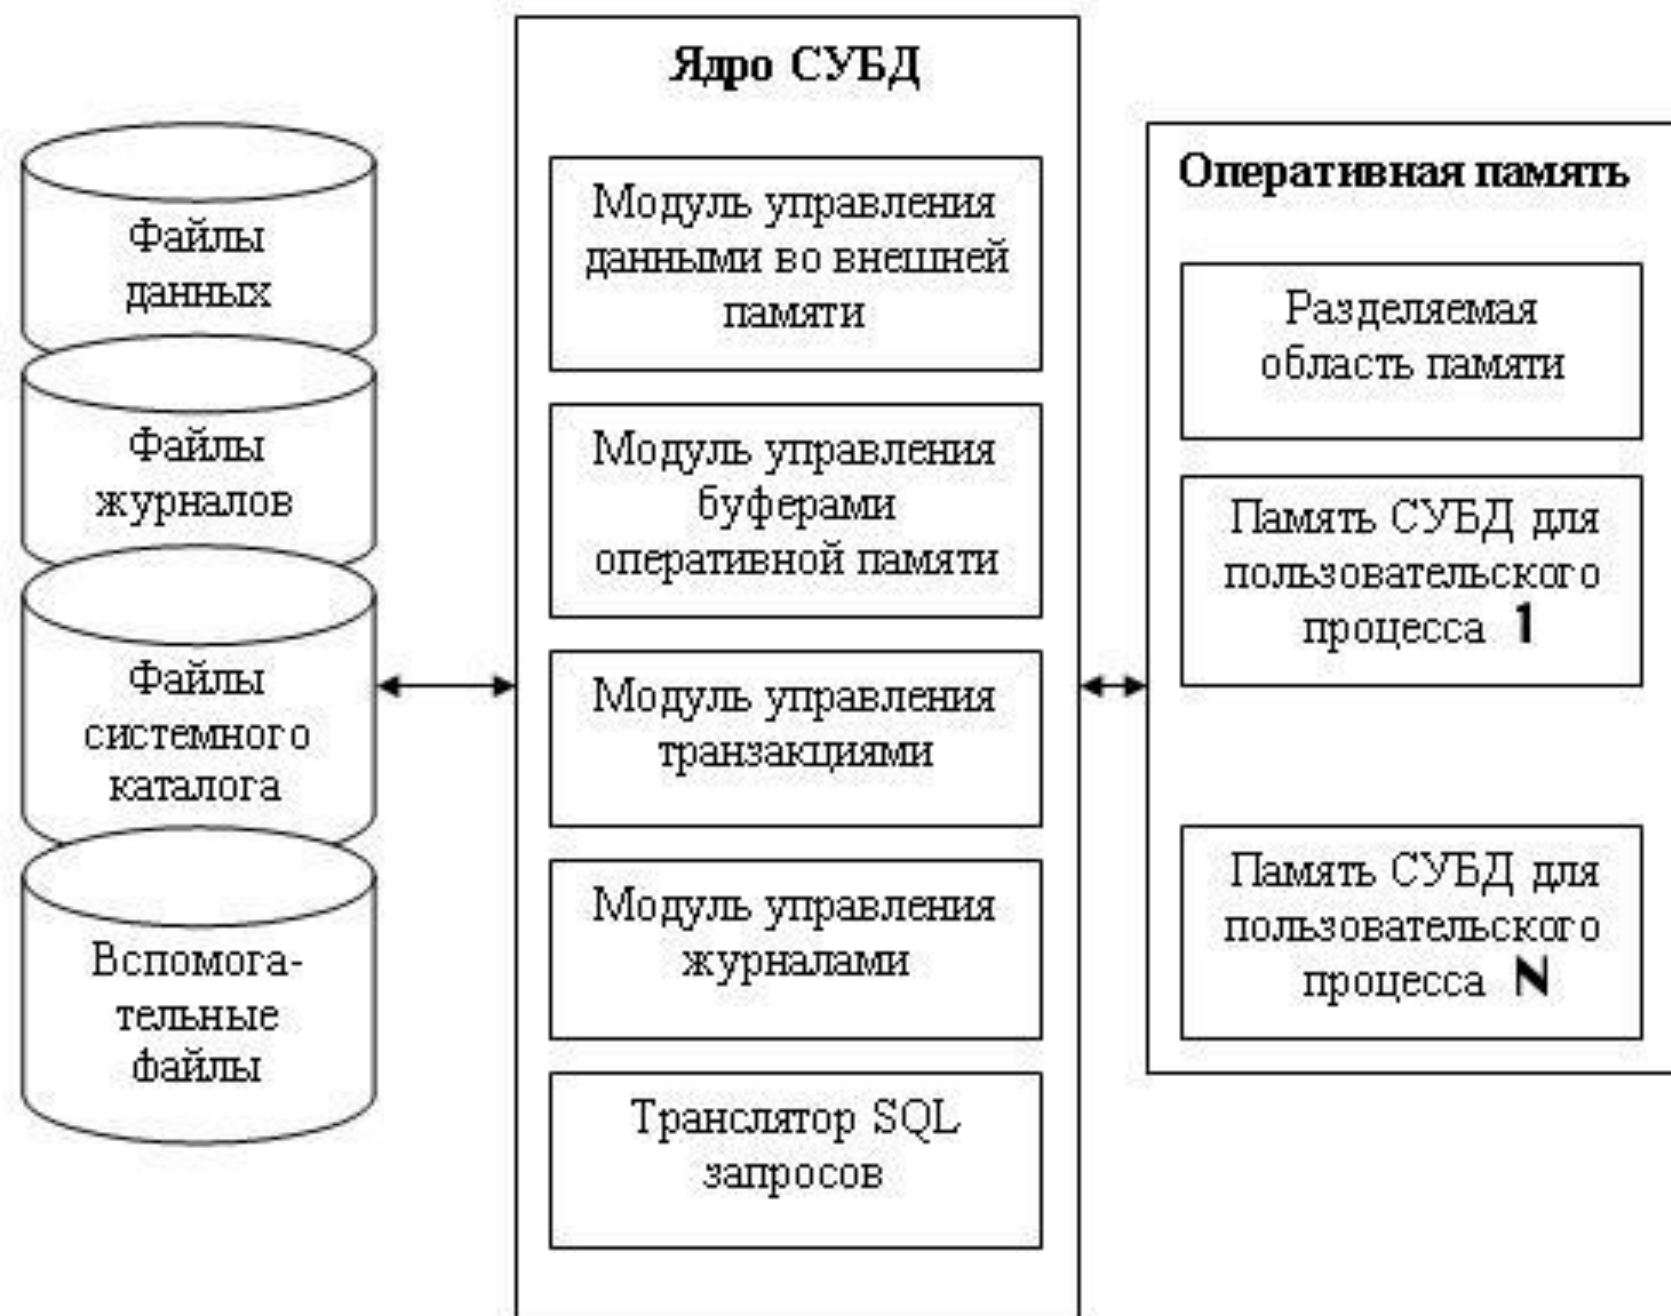 Файлы
данных
Файлы
журналов
Файлы
системного
каталога
Вспомога-
тельные
файлы
Ядро СУБД
Модуль управления
данными во внешней
памяти
Модуль управления
буферами
оперативной памяти
Модуль управления
транзакциями
Модуль управления
журналами
Транслятор SQL
запросов
Оперативная память
Разделяемая
область памяти
Память СУБД для
пользовательского
процесса 1
Память СУБД для
пользовательского
процесса N